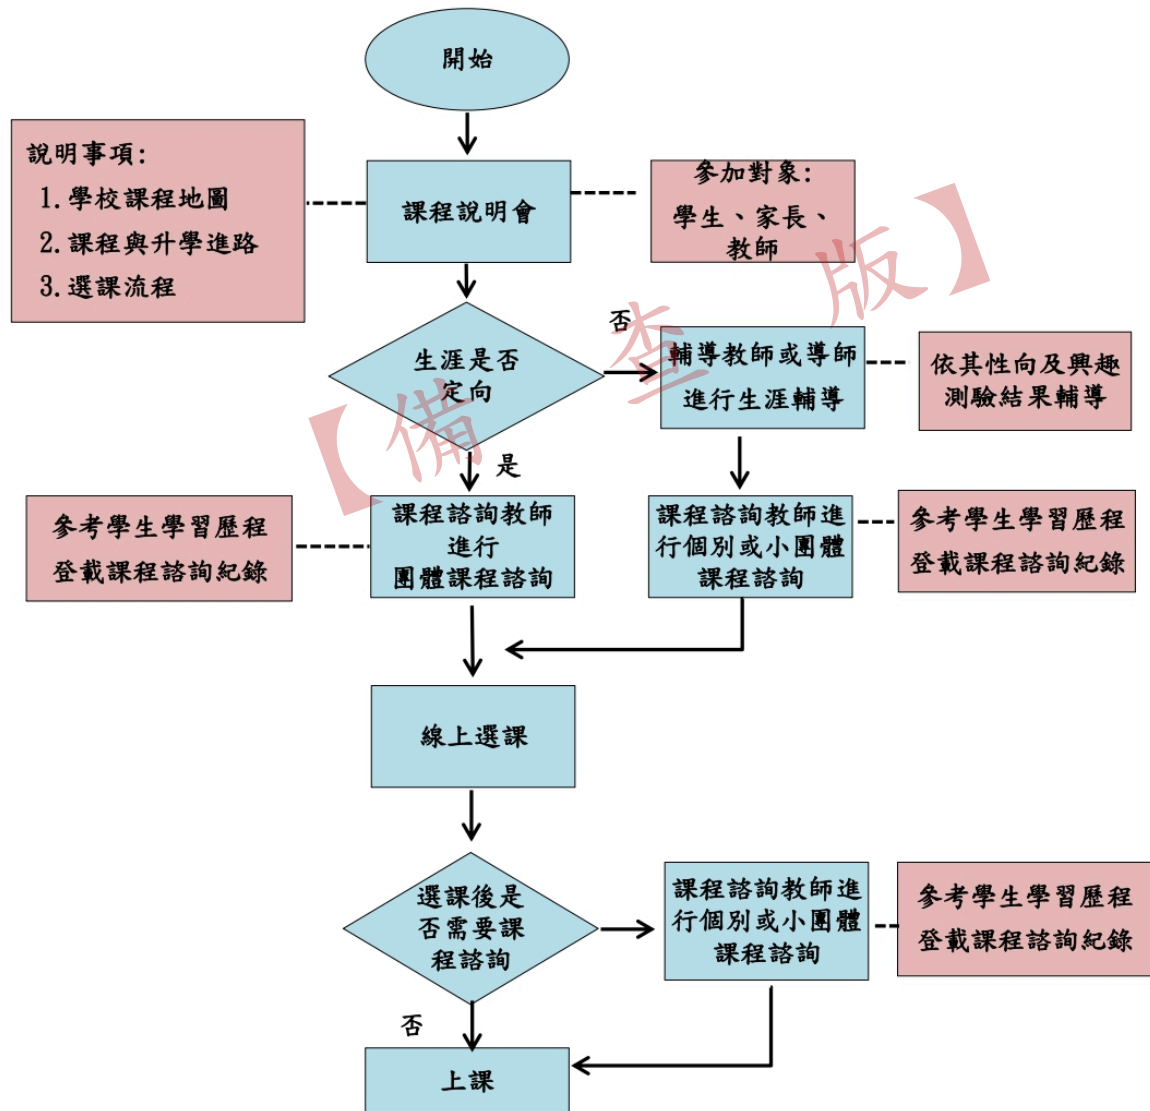 開始
說明事項:
1.學校課程地圖
2.課程與升學進路
3.選課流程
課程說明會
參加對象:
學生、家長、
教師
生涯是否
定向
否
輔導教師或導師
進行生涯輔導
依其性向及興趣
測驗結果輔導
是
參考學生學習歷程
登載課程諮詢紀錄
課程諮詢教師
進行
團體課程諮詢
課程諮詢教師進
行個別或小團體
課程諮詢
參考學生學習歷程
登載課程諮詢紀錄
線上選課
選課後是
否需要課
程諮詢
課程諮詢教師進
行個別或小團體
課程諮詢
參考學生學習歷程
登載課程諮詢紀錄
否
上課
【備查版】